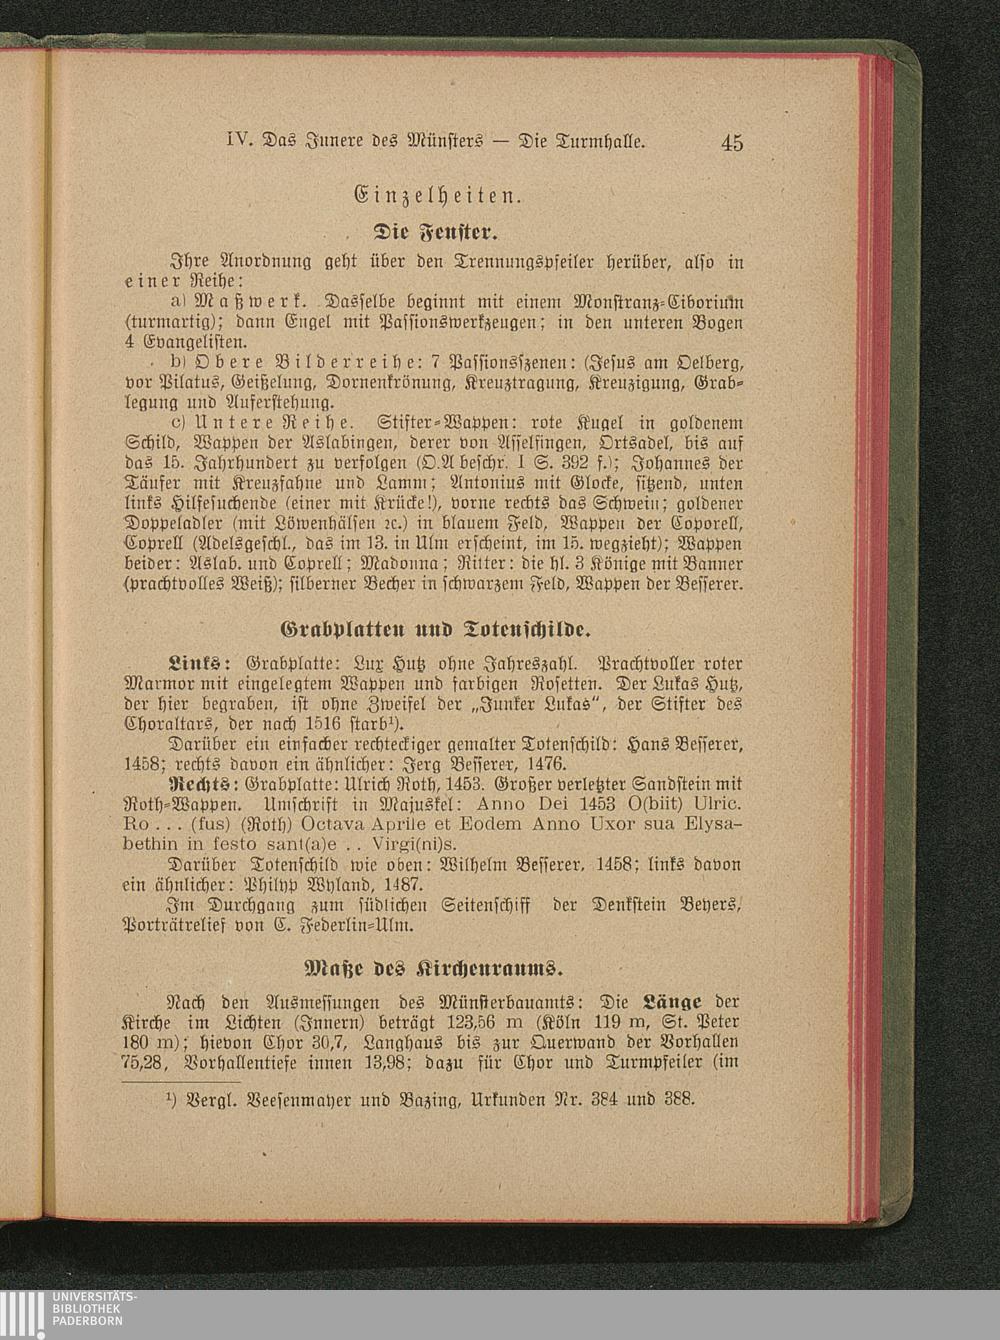 IV. Das Innere des Münsters — Die Turmhalle. 45
Einzelheiten.
Die Fenster.
Ihre Anordnung geht über den Trennungspfeiler herüber, also in
einer Reihe:
a) Maßwerk. Dasselbe beginnt mit einem Monstranz-Ciborium
(turmartig); dann Engel mit Passionswerkzeugen; in den unteren Bogen
4 Evangelisten.
b) Obere Bilderreihe: 7 Passionsszenen: (Jesus am Oelberg,
vor Pilatus, Geißelung, Dornenkrönung, Kreuztragung, Kreuzigung, Grab-
legung und Auferstehung.
c) Untere Reihe. Stifter-Wappen: rote Kugel in goldenem
Schild, Wappen der Aslabingen, derer von Asselfingen, Ortsadel, bis auf
das 15. Jahrhundert zu verfolgen (O.A beschr. I S. 392 f.); Johannes der
Täufer mit Kreuzfahne und Lamm; Antonius mit Glocke, sitzend, unten
links Hilfesuchende (einer mit Krücke!), vorne rechts das Schwein; goldener
Doppeladler (mit Löwenhälsen ꝛc.) in blauem Feld, Wappen der Coporell,
Coprell (Adelsgeschl., das im 13. in Ulm erscheint, im 15. wegzieht); Wappen
beider: Aslab. und Coprell; Madonna; Ritter: die hl. 3 Könige mit Banner
(prachtvolles Weiß); silberner Becher in schwarzem Feld, Wappen der Besserer.
Grabplatten und Totenschilde.
Links: Grabplatte: Lux Hutz ohne Jahreszahl. Prachtvoller roter
Marmor mit eingelegtem Wappen und farbigen Rosetten. Der Lukas Hutz,
der hier begraben, ist ohne Zweifel der „Junker Lukas“, der Stifter des
Choraltars, der nach 1516 starb¹).
Darüber ein einfacher rechteckiger gemalter Totenschild: Hans Besserer,
1458; rechts davon ein ähnlicher: Jerg Besserer, 1476.
Rechts: Grabplatte: Ulrich Roth, 1453. Großer verletzter Sandstein mit
Roth-Wappen. Umschrift in Majuskel: Anno Dei 1453 O(biit) Ulric.
Ro . . . (fus) (Roth) Octava Aprile et Eodem Anno Uxor sua Elysa-
bethin in festo sant(a)e . . Virgi(ni)s.
Darüber Totenschild wie oben: Wilhelm Besserer, 1458; links davon
ein ähnlicher: Philyp Wyland, 1487.
Im Durchgang zum südlichen Seitenschiff der Denkstein Beyers,
Porträtrelief von C. Federlin-Ulm.
Maße des Kirchenraums.
Nach den Ausmessungen des Münsterbauamts: Die Länge der
Kirche im Lichten (Innern) beträgt 123,56 m (Köln 119 m, St. Peter
180 m); hievon Chor 30,7, Langhaus bis zur Querwand der Vorhallen
75,28, Vorhallentiefe innen 13,98; dazu für Chor und Turmpfeiler (im
¹) Vergl. Veesenmayer und Bazing, Urkunden Nr. 384 und 388.
UNIVERSITÄTS-
BIBLIOTHEK
PADERBORN